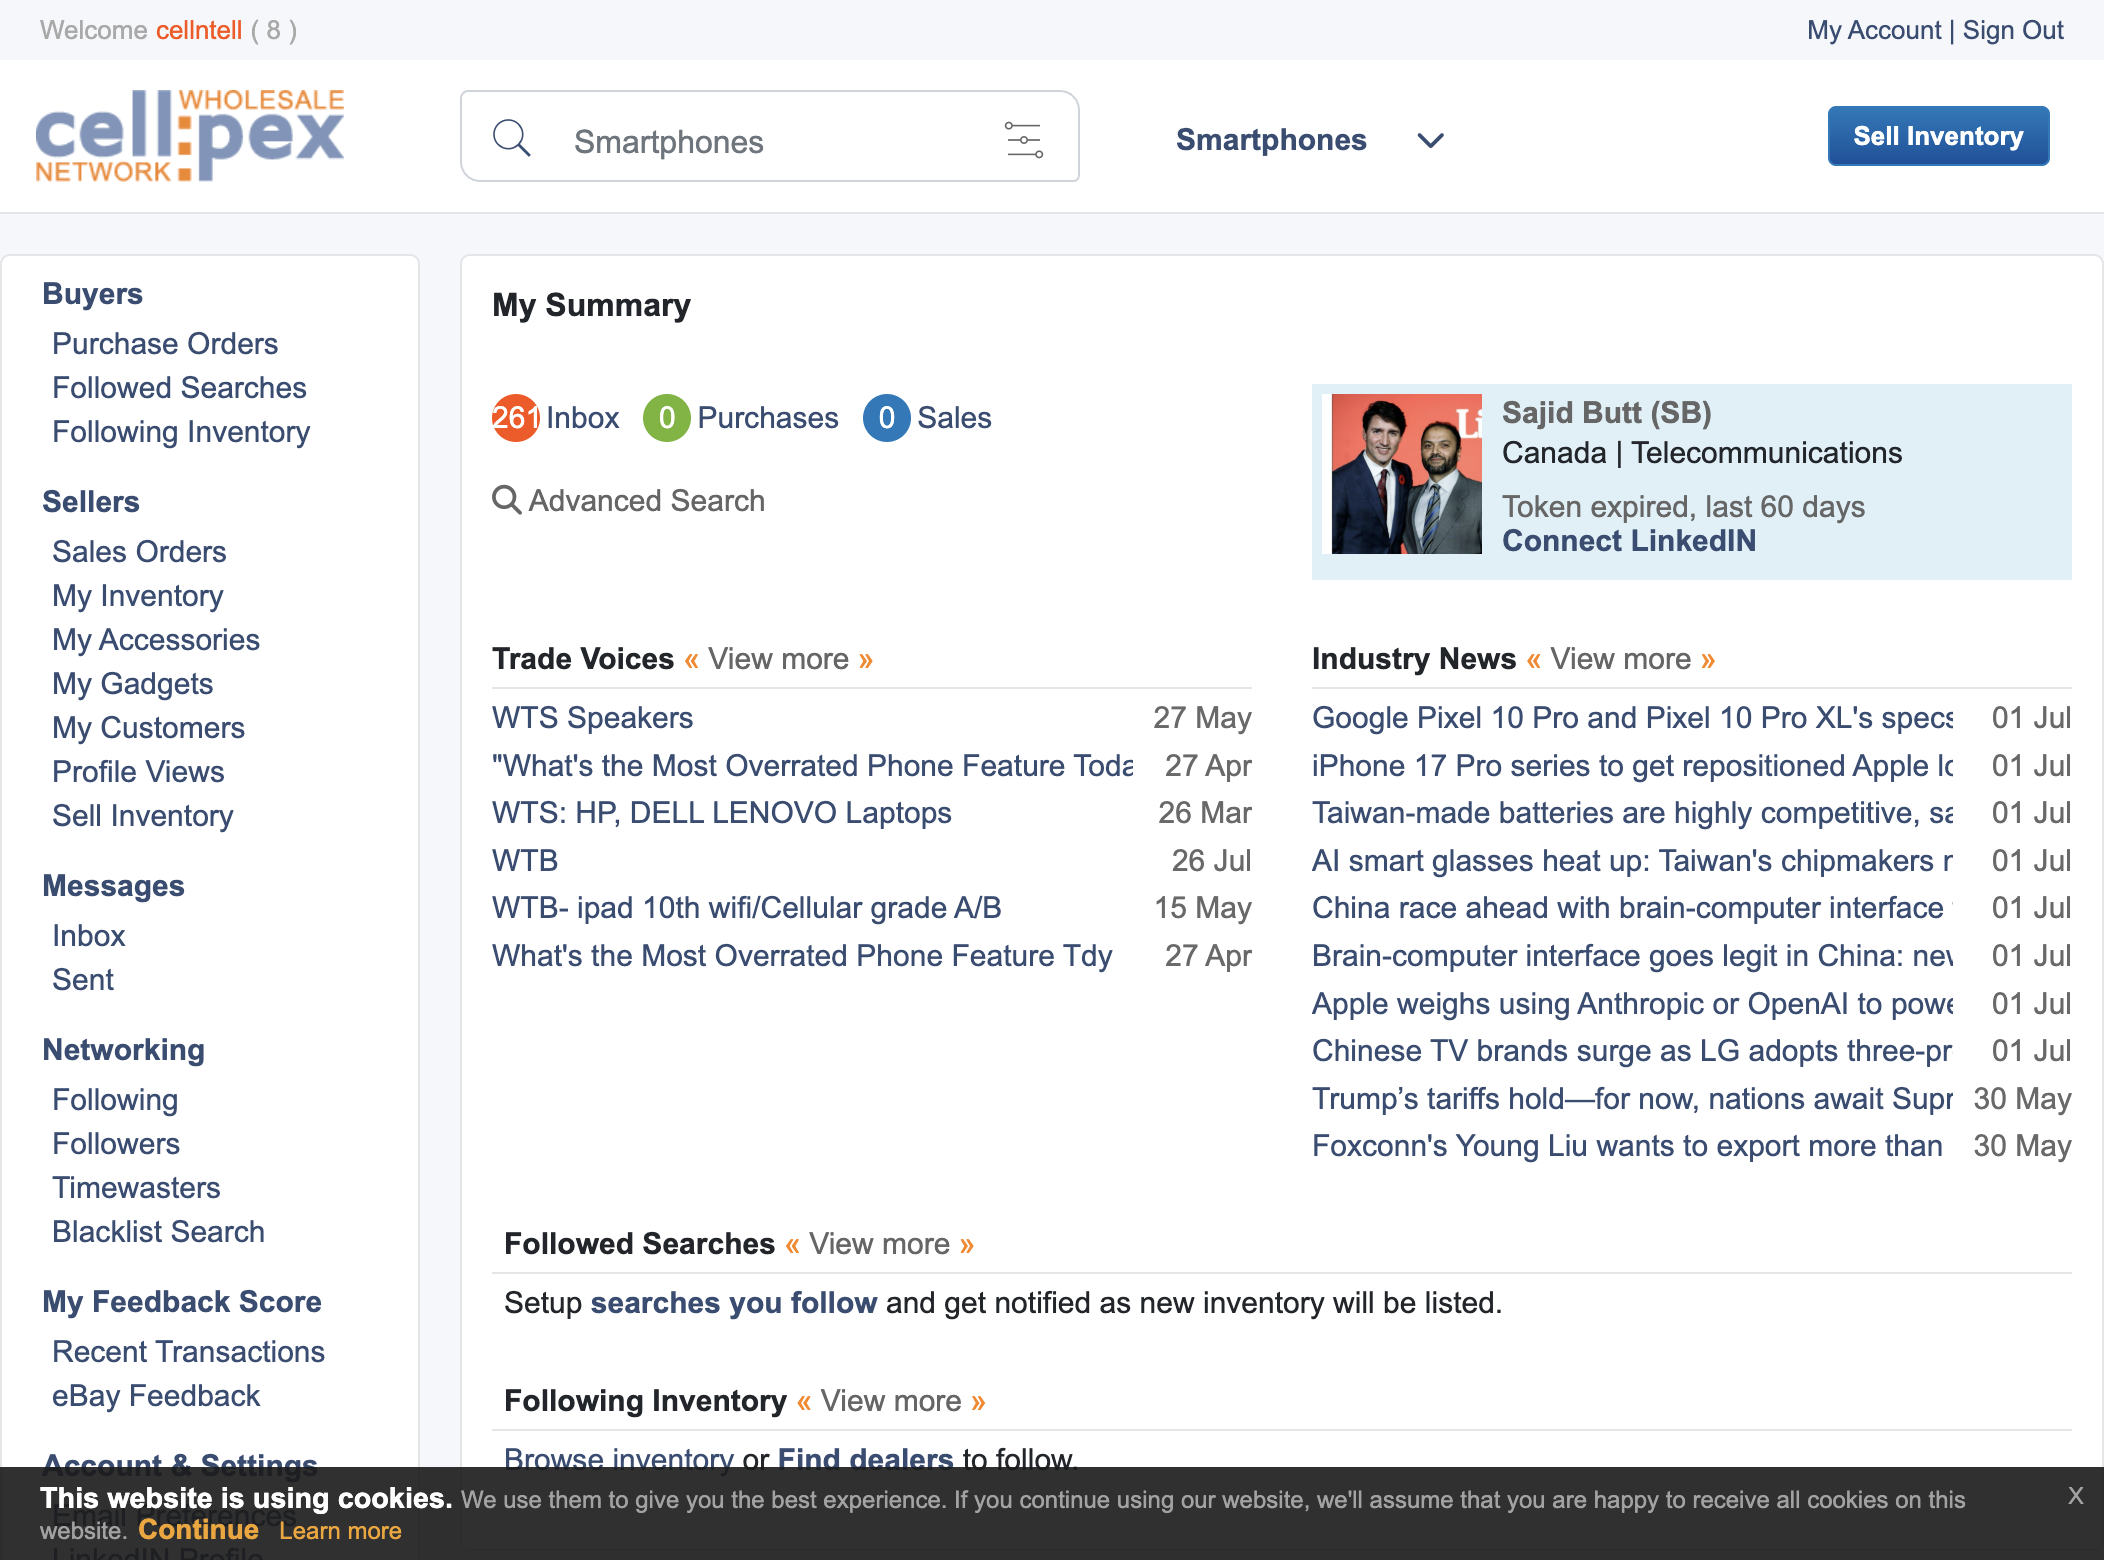 Welcome cellntell ( 8 )
My Account | Sign Out
WHOLESALE
cell:pex
NETWORK
Smartphones
Smartphones
Sell Inventory
Buyers
Purchase Orders
Followed Searches
Following Inventory
Sellers
Sales Orders
My Inventory
My Accessories
My Gadgets
My Customers
Profile Views
Sell Inventory
Messages
Inbox
Sent
Networking
Following
Followers
Timewasters
Blacklist Search
My Feedback Score
Recent Transactions
eBay Feedback
Account & Settings
Email Preferences
LinkedIN Profile
My Summary
261 Inbox 0 Purchases 0 Sales
Advanced Search
Li
Sajid Butt (SB)
Canada | Telecommunications
Token expired, last 60 days
Connect LinkedIN
Trade Voices « View more »
WTS Speakers 27 May
"What's the Most Overrated Phone Feature Toda 27 Apr
WTS: HP, DELL LENOVO Laptops 26 Mar
WTB 26 Jul
WTB- ipad 10th wifi/Cellular grade A/B 15 May
What's the Most Overrated Phone Feature Tdy 27 Apr
Industry News « View more »
Google Pixel 10 Pro and Pixel 10 Pro XL's specs 01 Jul
iPhone 17 Pro series to get repositioned Apple lo 01 Jul
Taiwan-made batteries are highly competitive, sa 01 Jul
AI smart glasses heat up: Taiwan's chipmakers r 01 Jul
China race ahead with brain-computer interface 01 Jul
Brain-computer interface goes legit in China: new 01 Jul
Apple weighs using Anthropic or OpenAI to powe 01 Jul
Chinese TV brands surge as LG adopts three-pr 01 Jul
Trump’s tariffs hold—for now, nations await Supr 30 May
Foxconn's Young Liu wants to export more than 30 May
Followed Searches « View more »
Setup searches you follow and get notified as new inventory will be listed.
Following Inventory « View more »
Browse inventory or Find dealers to follow.
This website is using cookies. We use them to give you the best experience. If you continue using our website, we'll assume that you are happy to receive all cookies on this
website. Continue Learn more
X